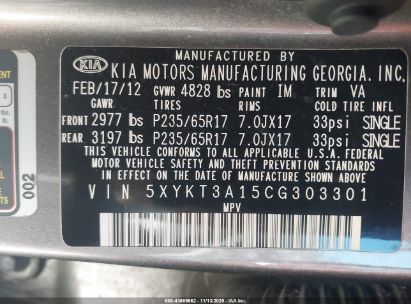 MANUFACTURED BY
KIA KIA MOTORS MANUFACTURING GEORGIA, INC.
FEB/17/12 GVWR 4828 lbs PAINT IM TRIM VA
GAWR TIRES RIMS COLD TIRE INFL
FRONT 2977 lbs P235/65R17 7.0JX17 33psi SINGLE
REAR 3197 lbs P235/65R17 7.0JX17 33psi SINGLE
THIS VEHICLE CONFORMS TO ALL APPLICABLE U.S.A. FEDERAL
MOTOR VEHICLE SAFETY, BUMPER, AND THEFT PREVENTION STANDARDS
IN EFFECT ON THE DATE OF MANUFACTURE SHOWN ABOVE.
VIN 5XYKT3A15CG303301
MPV
002